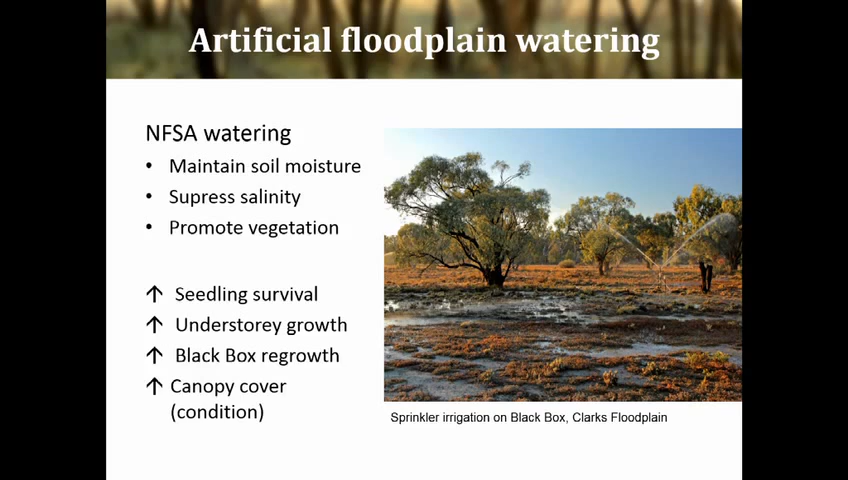 Artificial floodplain watering
NFSA watering
• Maintain soil moisture
• Supress salinity
• Promote vegetation
↑ Seedling survival
↑ Understorey growth
↑ Black Box regrowth
↑ Canopy cover
(condition)
Sprinkler irrigation on Black Box, Clarks Floodplain